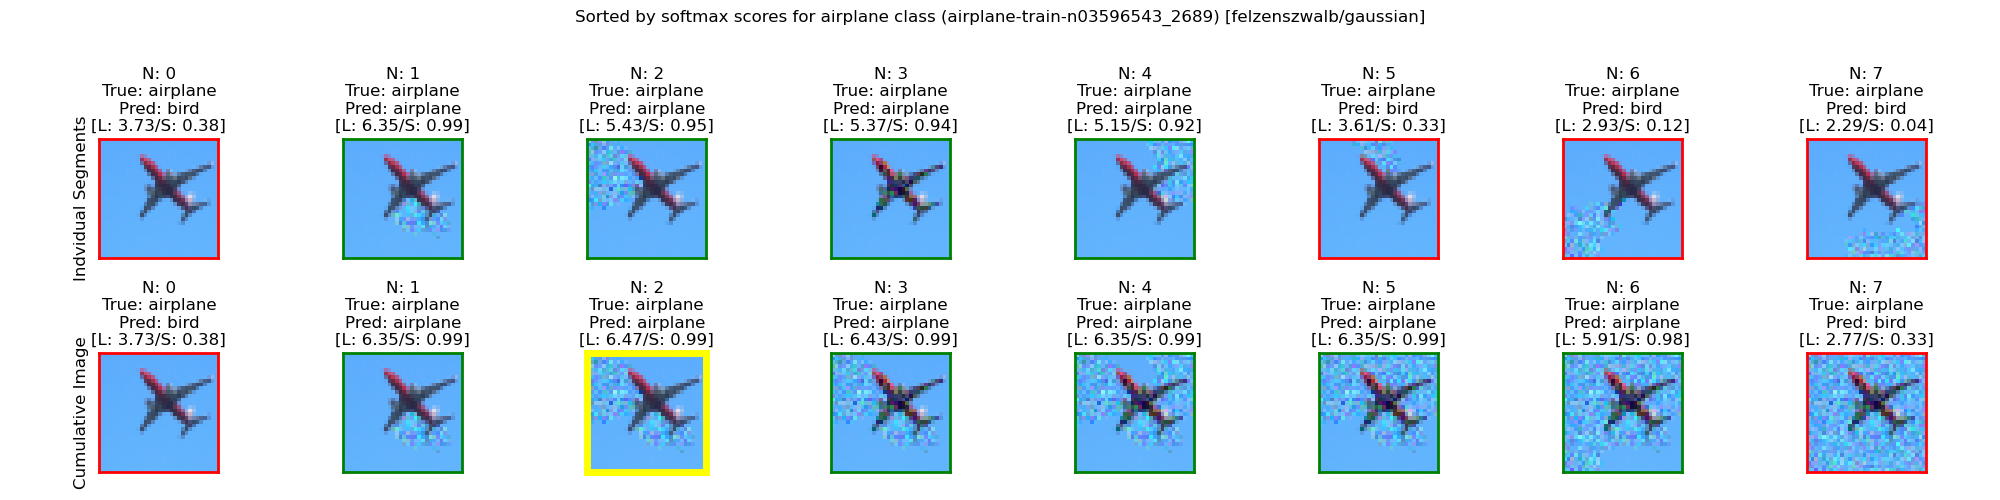 Sorted by softmax scores for airplane class (airplane-train-n03596543_2689) [felzenszwalb/gaussian]
Indvidual Segments
N: 0
True: airplane
Pred: bird
[L: 3.73/S: 0.38]
N: 1
True: airplane
Pred: airplane
[L: 6.35/S: 0.99]
N: 2
True: airplane
Pred: airplane
[L: 5.43/S: 0.95]
N: 3
True: airplane
Pred: airplane
[L: 5.37/S: 0.94]
N: 4
True: airplane
Pred: airplane
[L: 5.15/S: 0.92]
N: 5
True: airplane
Pred: bird
[L: 3.61/S: 0.33]
N: 6
True: airplane
Pred: bird
[L: 2.93/S: 0.12]
N: 7
True: airplane
Pred: bird
[L: 2.29/S: 0.04]
Cumulative Image
N: 0
True: airplane
Pred: bird
[L: 3.73/S: 0.38]
N: 1
True: airplane
Pred: airplane
[L: 6.35/S: 0.99]
N: 2
True: airplane
Pred: airplane
[L: 6.47/S: 0.99]
N: 3
True: airplane
Pred: airplane
[L: 6.43/S: 0.99]
N: 4
True: airplane
Pred: airplane
[L: 6.35/S: 0.99]
N: 5
True: airplane
Pred: airplane
[L: 6.35/S: 0.99]
N: 6
True: airplane
Pred: airplane
[L: 5.91/S: 0.98]
N: 7
True: airplane
Pred: bird
[L: 2.77/S: 0.33]